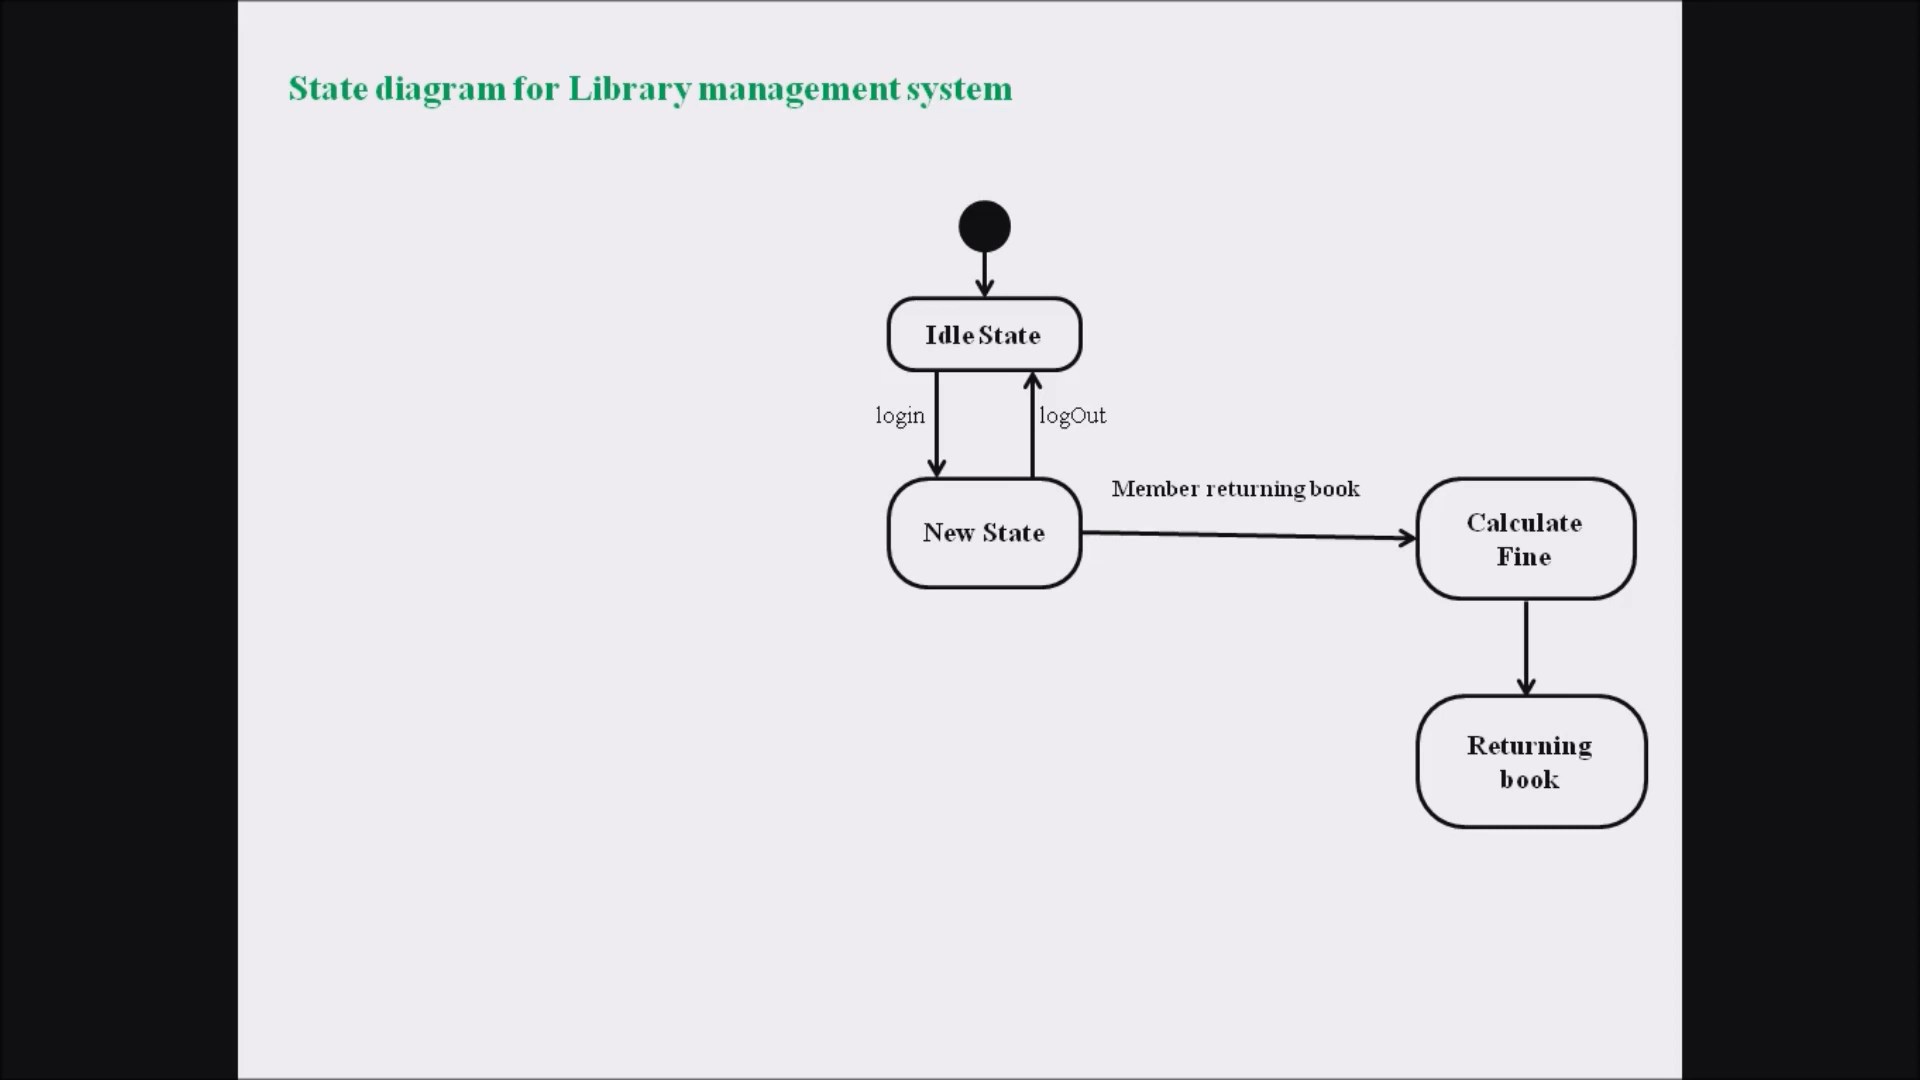 State diagram for Library management system
Idle State
login
logOut
Member returning book
New State
Calculate
Fine
Returning
book